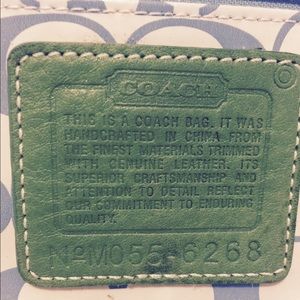 COACH
THIS IS A COACH BAG. IT WAS
HANDCRAFTED IN CHINA FROM
THE FINEST MATERIALS TRIMMED
WITH GENUINE LEATHER. ITS
SUPERIOR CRAFTSMANSHIP AND
ATTENTION TO DETAIL REFLECT
OUR COMMITMENT TO ENDURING
QUALITY.